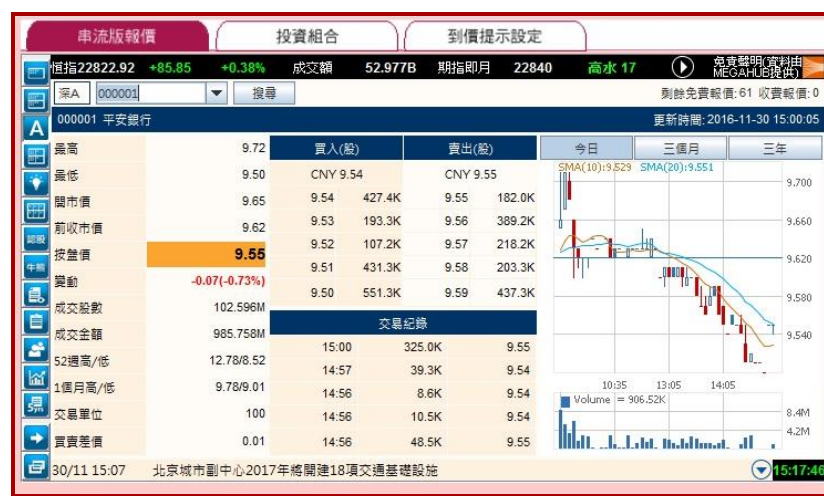 串流版報價 投資組合 到價提示設定
恒指22822.92 +85.85 +0.38% 成交額 52.977B 期指即月 22840 高水 17 免責聲明(資料由MEGAHUB提供)
深A 000001 搜尋 剩餘免費報價: 61 收費報價: 0
000001 平安銀行 更新時間: 2016-11-30 15:00:05
最高 9.72
最低 9.50
開市價 9.65
前收市價 9.62
按盤價 9.55
變動 -0.07(-0.73%)
成交股數 102.596M
成交金額 985.758M
52週高/低 12.78/8.52
1個月高/低 9.78/9.01
交易單位 100
買賣差價 0.01
買入(股) 賣出(股)
CNY 9.54 CNY 9.55
9.54 427.4K 9.55 182.0K
9.53 193.3K 9.56 389.2K
9.52 107.2K 9.57 218.2K
9.51 431.3K 9.58 203.3K
9.50 551.3K 9.59 437.3K
交易紀錄
15:00 325.0K 9.55
14:57 39.3K 9.54
14:56 8.6K 9.54
14:56 10.5K 9.54
14:56 48.5K 9.55
今日 三個月 三年
SMA(10):9.529 SMA(20):9.551
9.700
9.660
9.620
9.580
9.540
10:35 13:05 14:05
Volume = 906.52K
8.4M
4.2M
A
認股
牛熊
30/11 15:07 北京城市副中心2017年將開建18項交通基礎設施 15:17:46